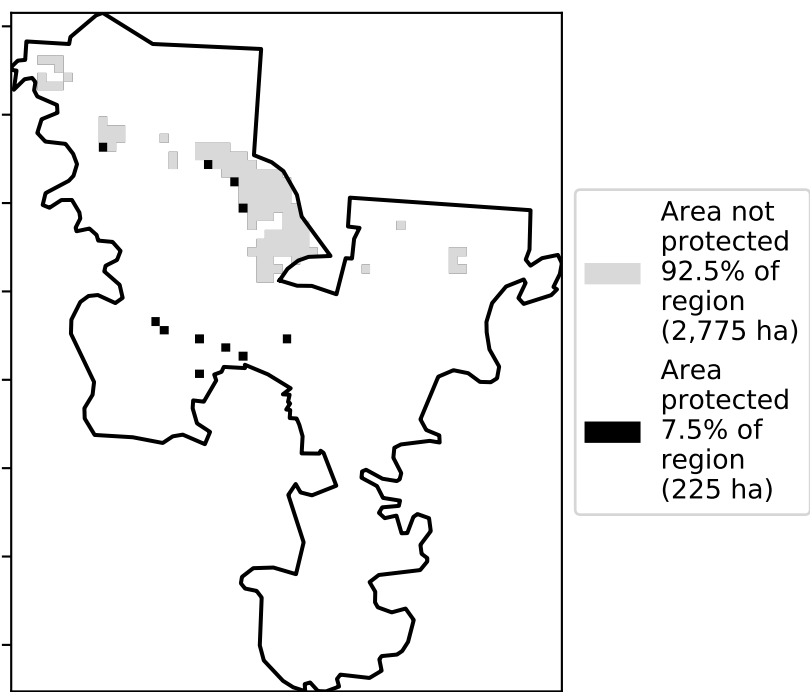 Area not
protected
92.5% of
region
(2,775 ha)
Area
protected
7.5% of
region
(225 ha)